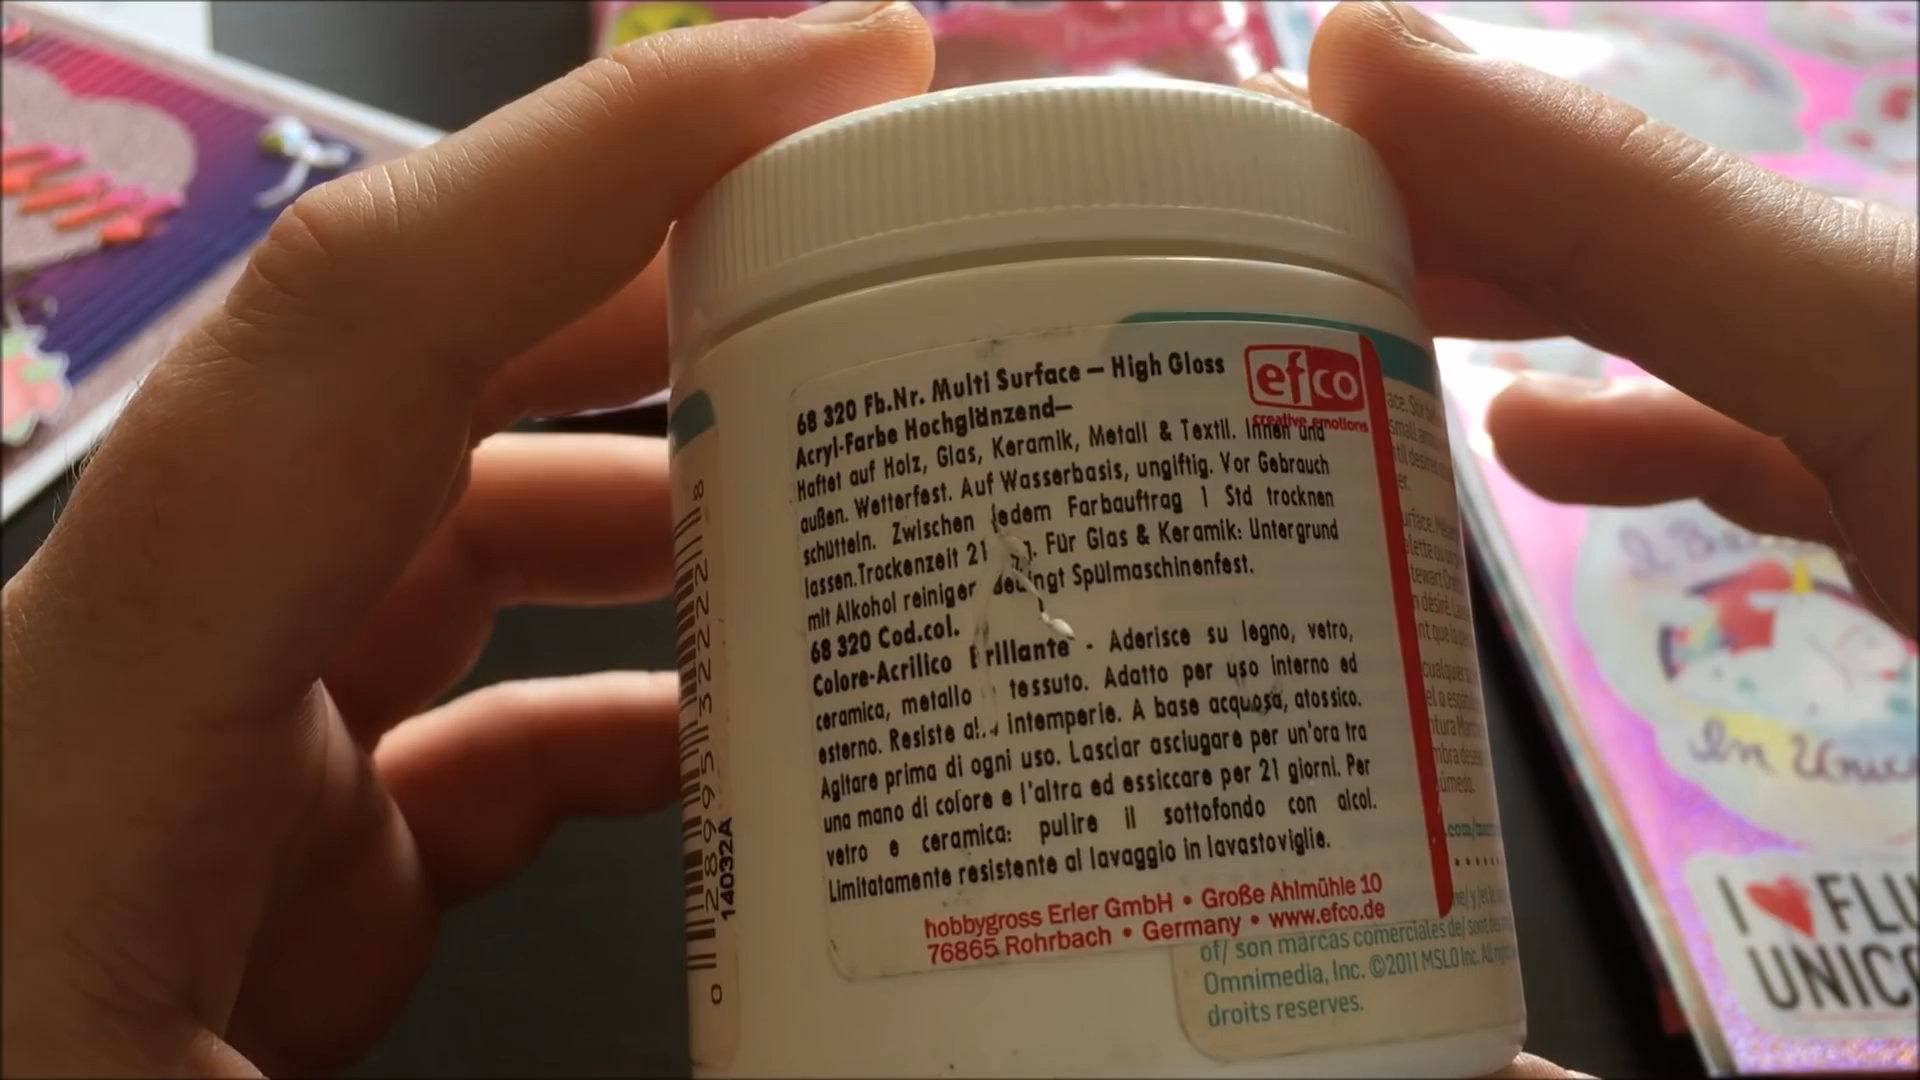 68 320 Fb.Nr. Multi Surface – High Gloss
Acryl-Farbe Hochglänzend–
efco
creative emotions
Haftet auf Holz, Glas, Keramik, Metall & Textil. Innen und
außen. Wetterfest. Auf Wasserbasis, ungiftig. Vor Gebrauch
schütteln. Zwischen jedem Farbauftrag 1 Std trocknen
lassen.Trockenzeit 21 Für Glas & Keramik: Untergrund
mit Alkohol reinigen Bedingt Spülmaschinenfest.
68 320 Cod.col.
Colore-Acrilico Brillante - Aderisce su legno, vetro,
ceramica, metallo tessuto. Adatto per uso interno ed
esterno. Resiste intemperie. A base acquosa, atossico.
Agitare prima di ogni uso. Lasciar asciugare per un'ora tra
una mano di colore e l'altra ed essiccare per 21 giorni. Per
vetro e ceramica: pulire il sottofondo con alcol.
Limitatamente resistente al lavaggio in lavastoviglie.
hobbygross Erler GmbH • Große Ahlmühle 10
76865 Rohrbach • Germany • www.efco.de
of/ son marcas comerciales de/ sont des
Omnimedia, Inc. ©2011 MSLO Inc. All
droits reserves.
0 28995 32222 8
14032A
I ❤ FLU
UNICO